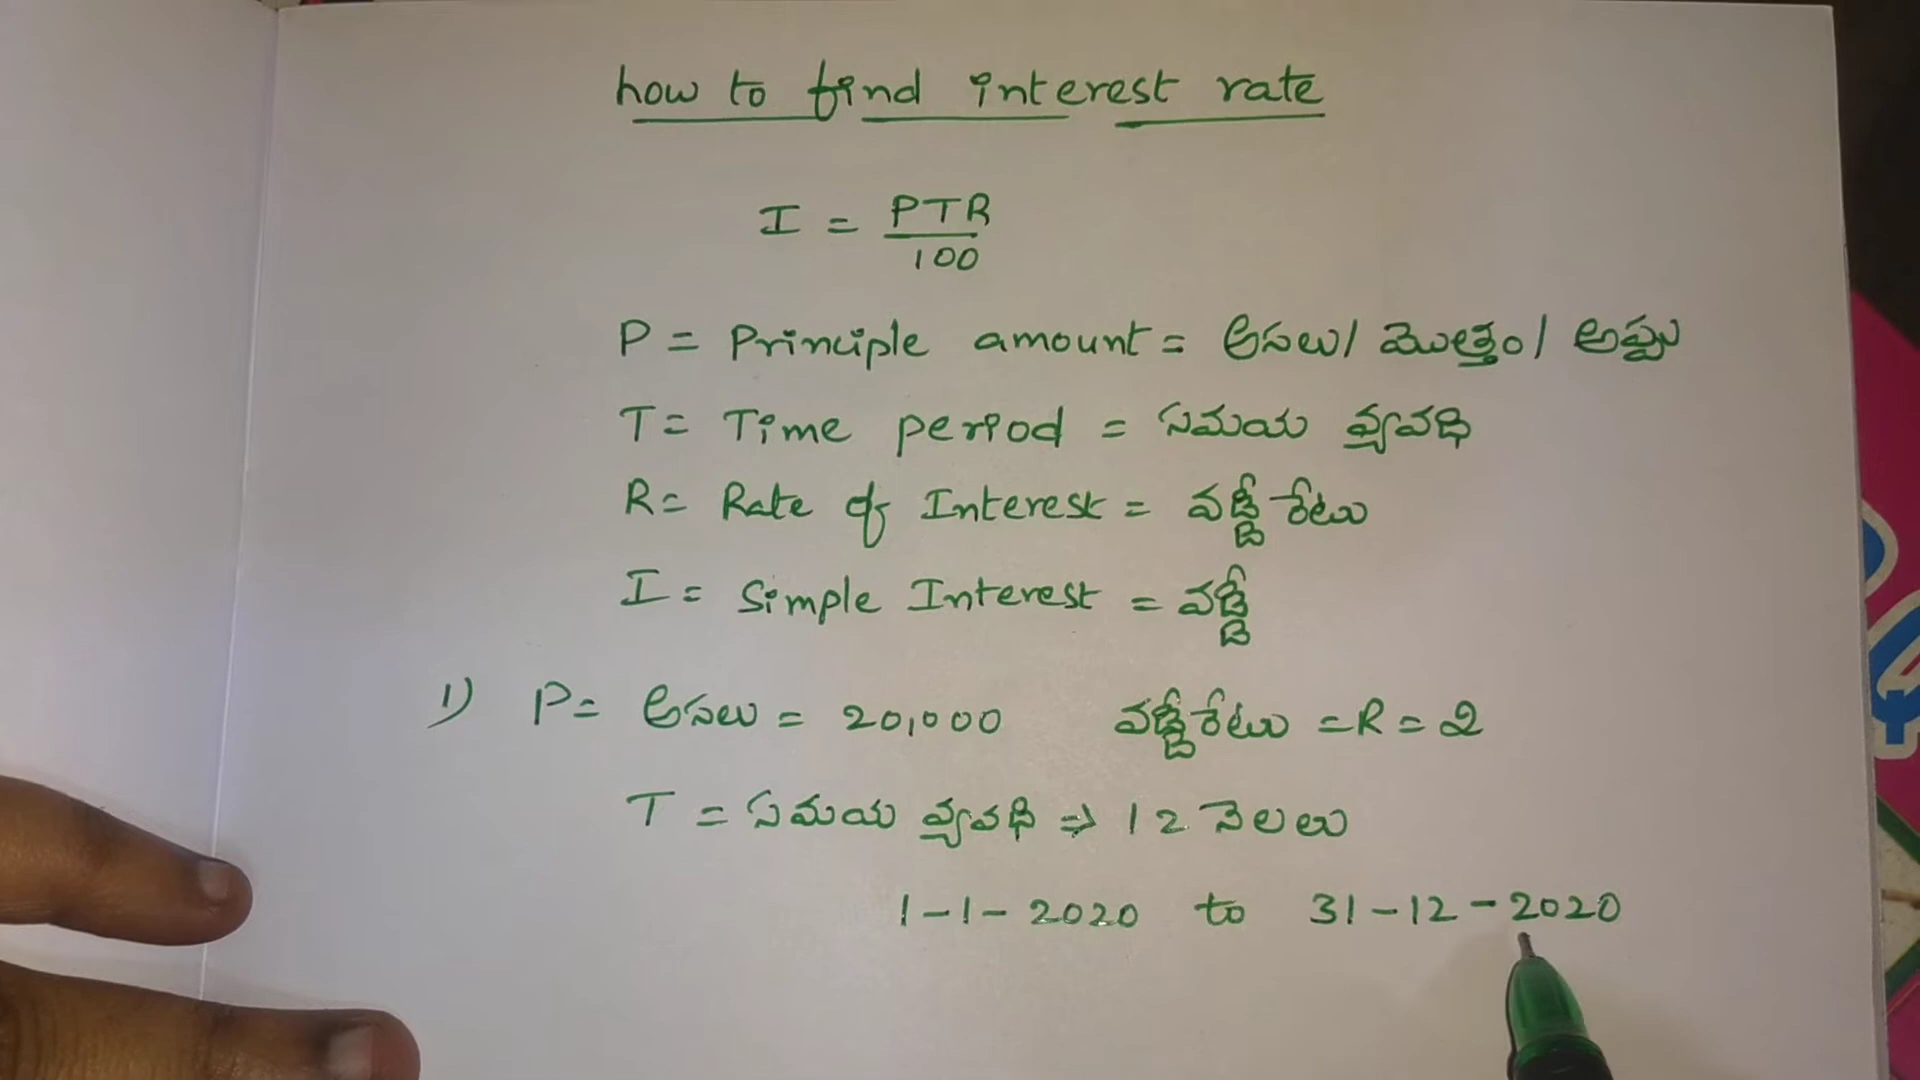 how to find interest rate
I = PTR
100
P = Principle amount = అసలు/ మొత్తం/ అప్పు
T = Time period = సమయ వ్యవధి
R = Rate of Interest = వడ్డీ రేటు
I = Simple Interest = వడ్డీ
1) P = అసలు = 20,000 వడ్డీరేటు = R = 2
T = సమయ వ్యవధి ⇒ 12 నెలలు
1-1-2020 to 31-12-2020